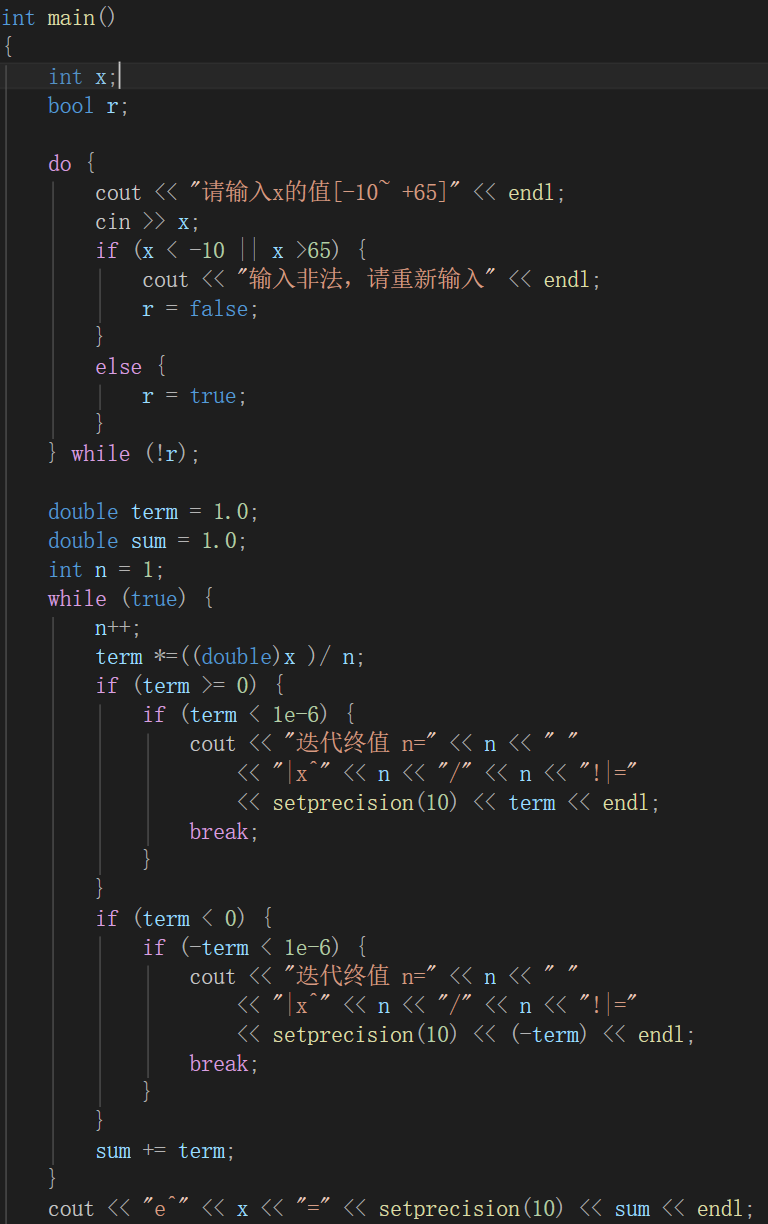 int main()
{
    int x;
    bool r;

    do {
        cout << "请输入x的值[-10~ +65]" << endl;
        cin >> x;
        if (x < -10 || x >65) {
            cout << "输入非法，请重新输入" << endl;
            r = false;
        }
        else {
            r = true;
        }
    } while (!r);

    double term = 1.0;
    double sum = 1.0;
    int n = 1;
    while (true) {
        n++;
        term *=((double)x )/ n;
        if (term >= 0) {
            if (term < 1e-6) {
                cout << "迭代终值 n=" << n << " "
                    << "|x^" << n << "/" << n << "!|="
                    << setprecision(10) << term << endl;
                break;
            }
        }
        if (term < 0) {
            if (-term < 1e-6) {
                cout << "迭代终值 n=" << n << " "
                    << "|x^" << n << "/" << n << "!|="
                    << setprecision(10) << (-term) << endl;
                break;
            }
        }
        sum += term;
    }
    cout << "e^" << x << "=" << setprecision(10) << sum << endl;